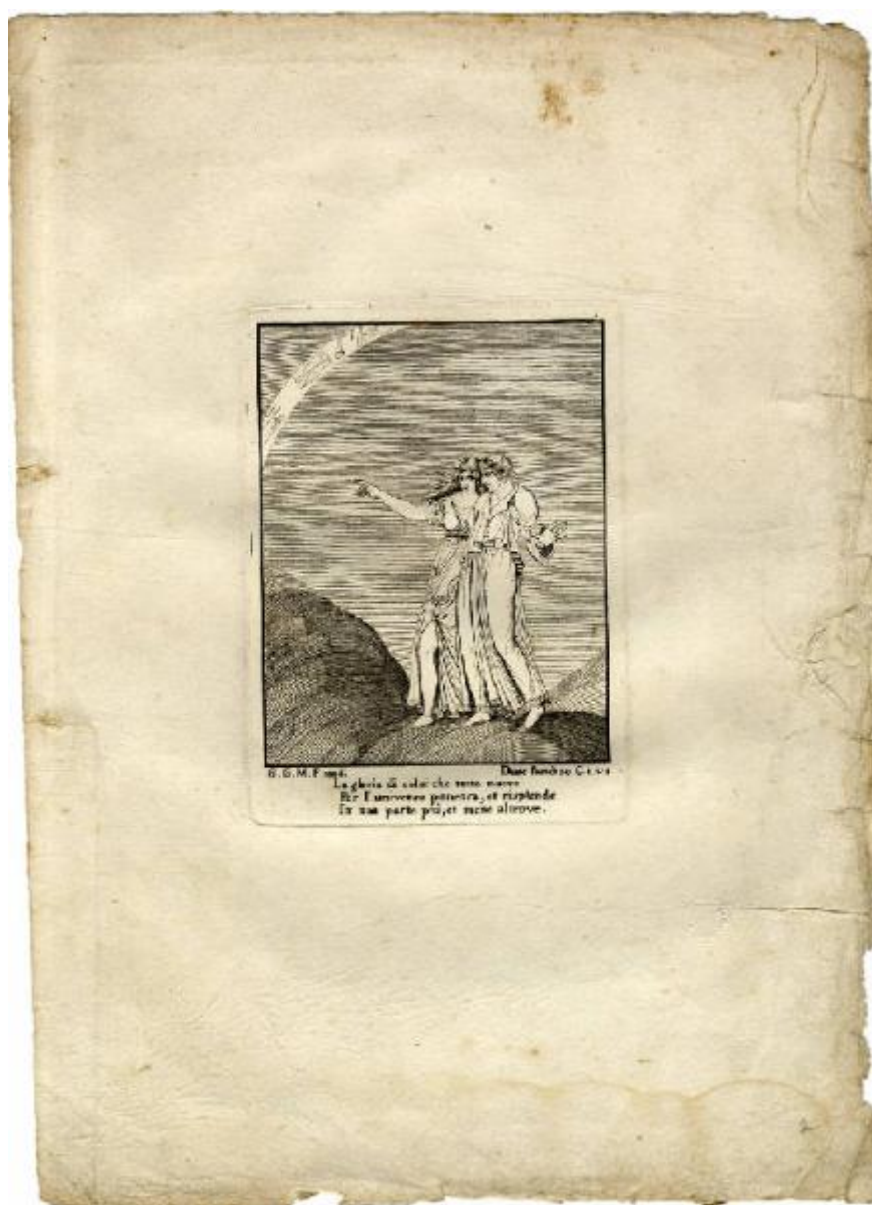 La gloria di colui che tutto move
Per l'universo penetra, et risplende
In una parte più, et meno altrove.